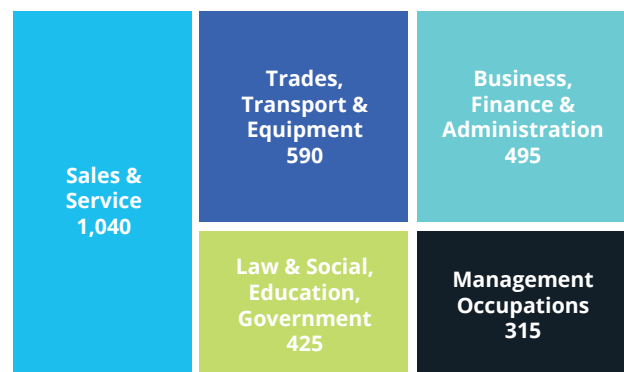 Sales &
Service
1,040
Trades,
Transport &
Equipment
590
Business,
Finance &
Administration
495
Law & Social,
Education,
Government
425
Management
Occupations
315